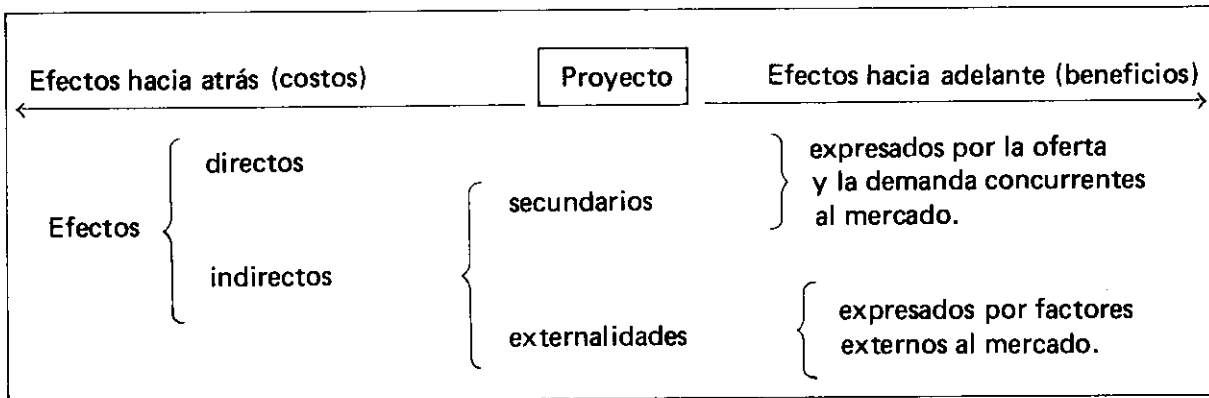 Efectos hacia atrás (costos)
Proyecto
Efectos hacia adelante (beneficios)
directos
expresados por la oferta
y la demanda concurrentes
al mercado.
secundarios
Efectos
indirectos
expresados por factores
externos al mercado.
externalidades